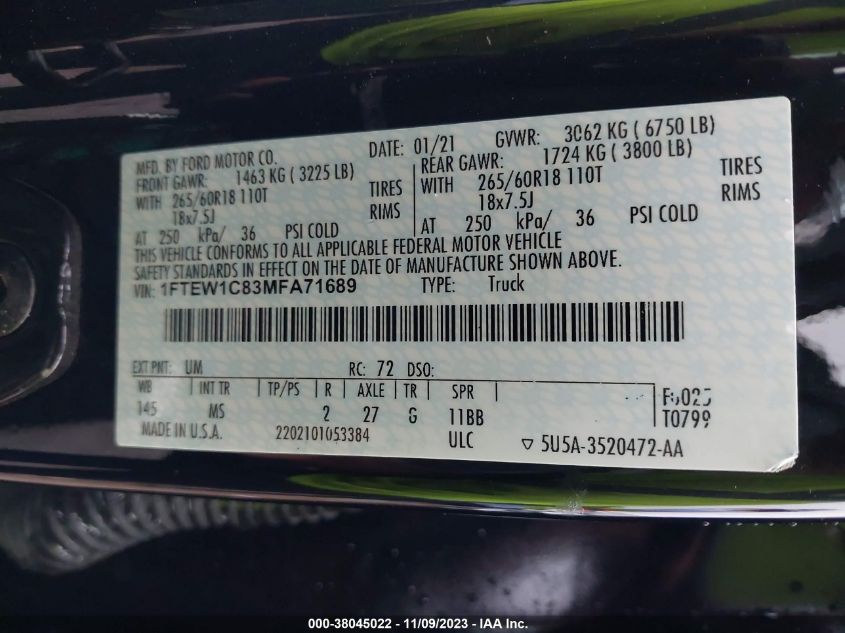 MFD. BY FORD MOTOR CO.
DATE: 01/21 GVWR: 3062 KG ( 6750 LB)
FRONT GAWR: 1463 KG ( 3225 LB)
REAR GAWR: 1724 KG ( 3800 LB)
WITH 265/60R18 110T TIRES
WITH 265/60R18 110T TIRES
18x7.5J RIMS
18x7.5J RIMS
AT 250 kPa/ 36 PSI COLD
AT 250 kPa/ 36 PSI COLD
THIS VEHICLE CONFORMS TO ALL APPLICABLE FEDERAL MOTOR VEHICLE
SAFETY STANDARDS IN EFFECT ON THE DATE OF MANUFACTURE SHOWN ABOVE.
VIN: 1FTEW1C83MFA71689 TYPE: Truck
EXT PNT: UM RC: 72 DSO:
WB INT TR TP/PS R AXLE TR SPR
145 MS 2 27 G 11BB
F0025
T0799
MADE IN U.S.A. 2202101053384 ULC ▽ 5U5A-3520472-AA
000-38045022 - 11/09/2023 - IAA Inc.